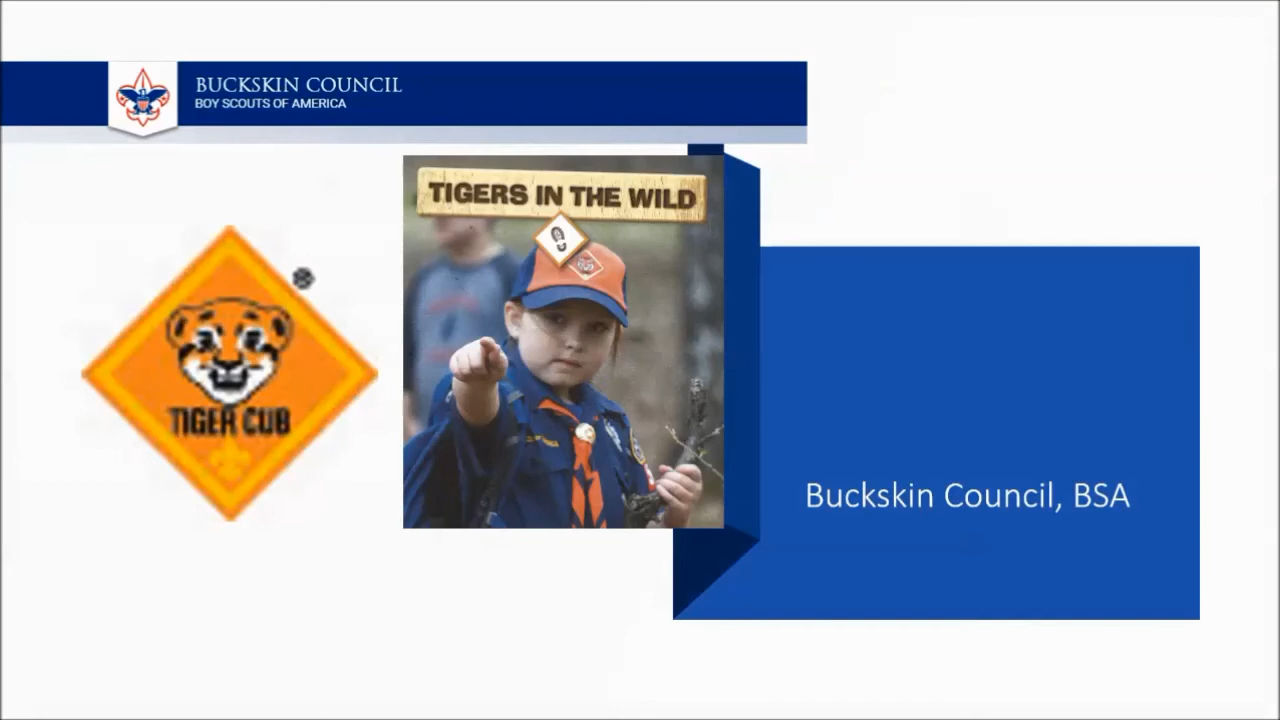 BUCKSKIN COUNCIL
BOY SCOUTS OF AMERICA
TIGERS IN THE WILD
®
TIGER CUB
Buckskin Council, BSA